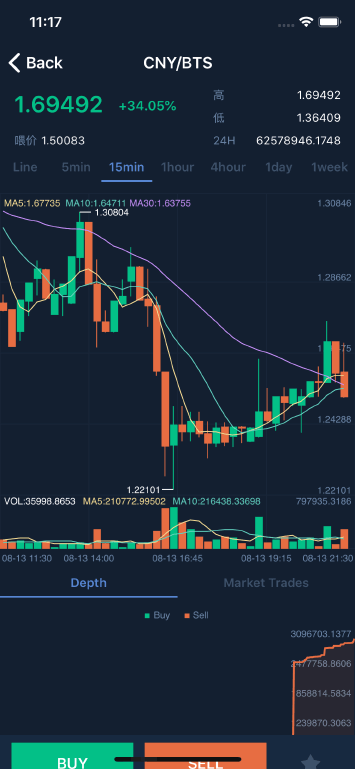 11:17
Back
CNY/BTS
1.69492 +34.05%
高 1.69492
低 1.36409
喂价 1.50083
24H 62578946.1748
Line 5min 15min 1hour 4hour 1day 1week
MA5:1.67735 MA10:1.64711 MA30:1.63755
1.30846
1.30804
1.28662
1.24288
1.22101
1.22101
VOL:35998.8653 MA5:210772.99502 MA10:216438.33698 797935.3186
08-13 11:30 08-13 14:00 08-13 16:45 08-13 19:15 08-13 21:30
Depth Market Trades
Buy Sell
3096703.1377
2477758.8606
1858814.5834
1239870.3063
BUY SELL